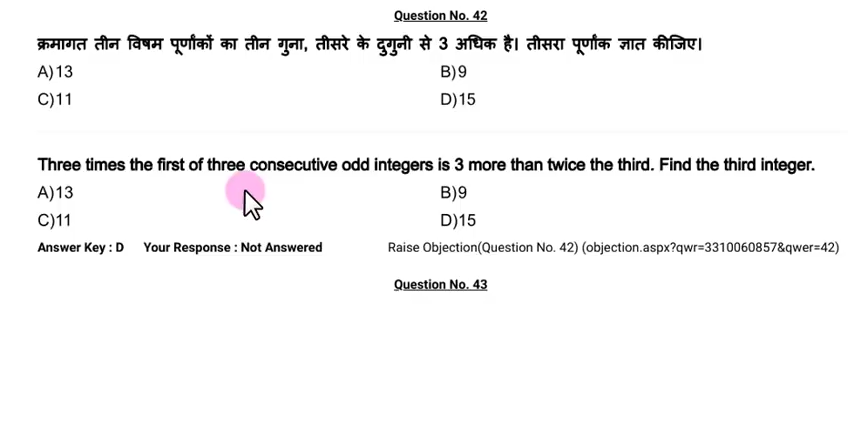 Question No. 42
क्रमागत तीन विषम पूर्णांकों का तीन गुना, तीसरे के दुगुनी से 3 अधिक है। तीसरा पूर्णांक ज्ञात कीजिए।
A)13 B)9
C)11 D)15
Three times the first of three consecutive odd integers is 3 more than twice the third. Find the third integer.
A)13 B)9
C)11 D)15
Answer Key : D Your Response : Not Answered Raise Objection(Question No. 42) (objection.aspx?qwr=3310060857&qwer=42)
Question No. 43